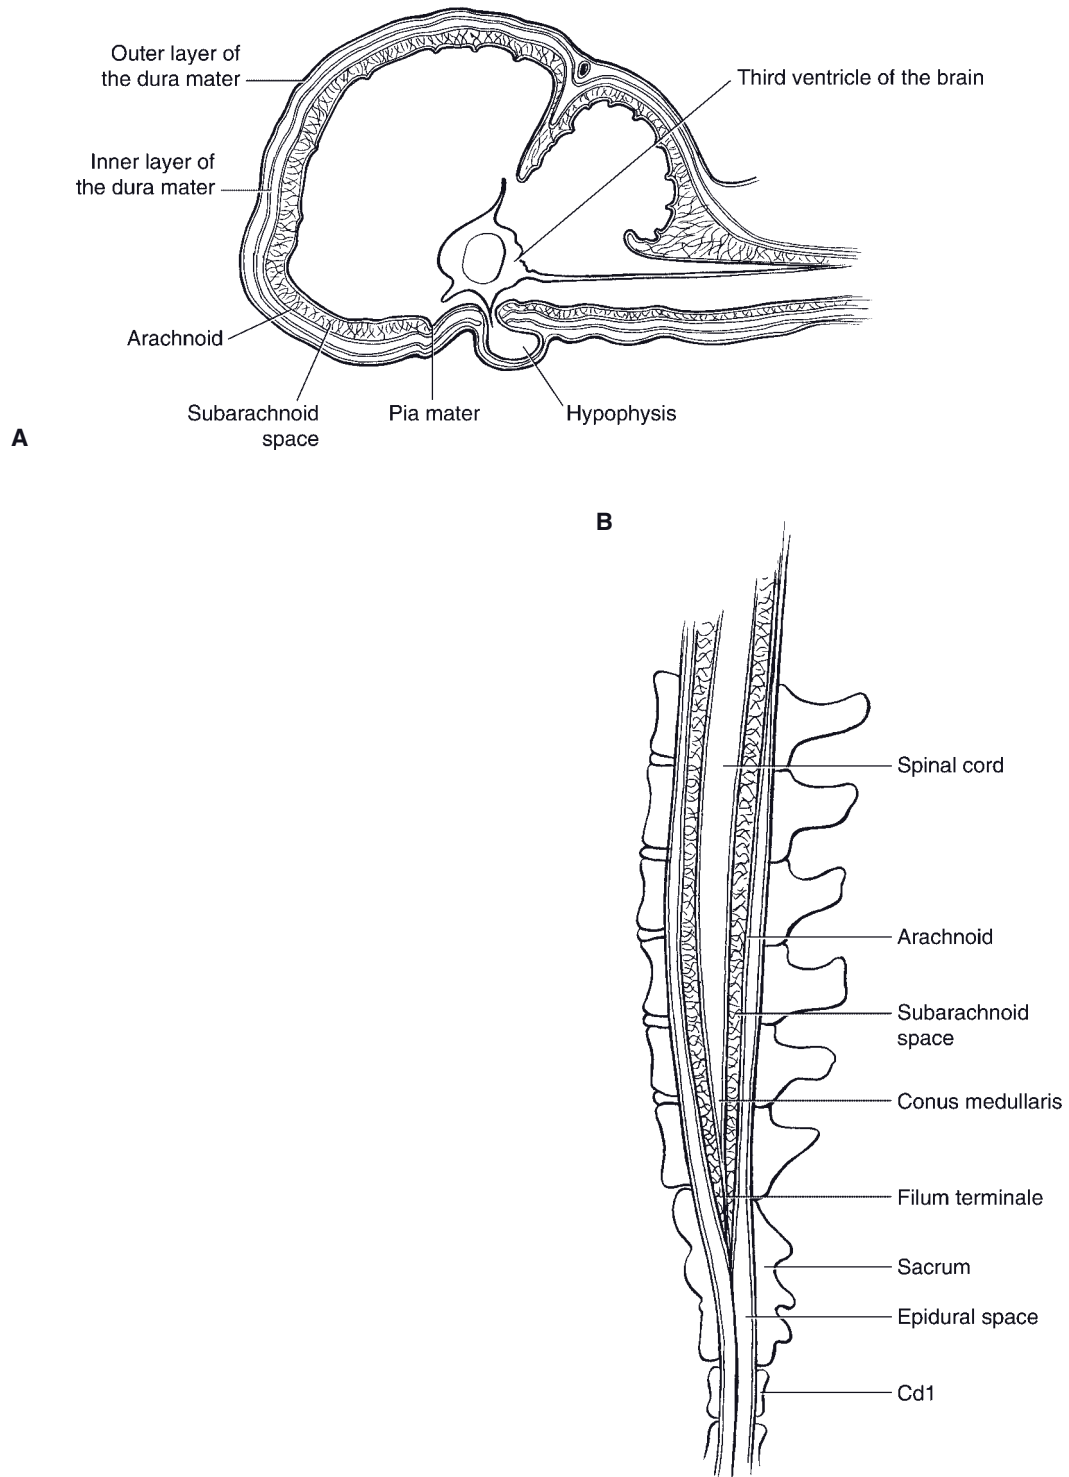 Outer layer of
the dura mater
Third ventricle of the brain
Inner layer of
the dura mater
Arachnoid
Subarachnoid
space
Pia mater
Hypophysis
A
B
Spinal cord
Arachnoid
Subarachnoid
space
Conus medullaris
Filum terminale
Sacrum
Epidural space
Cd1